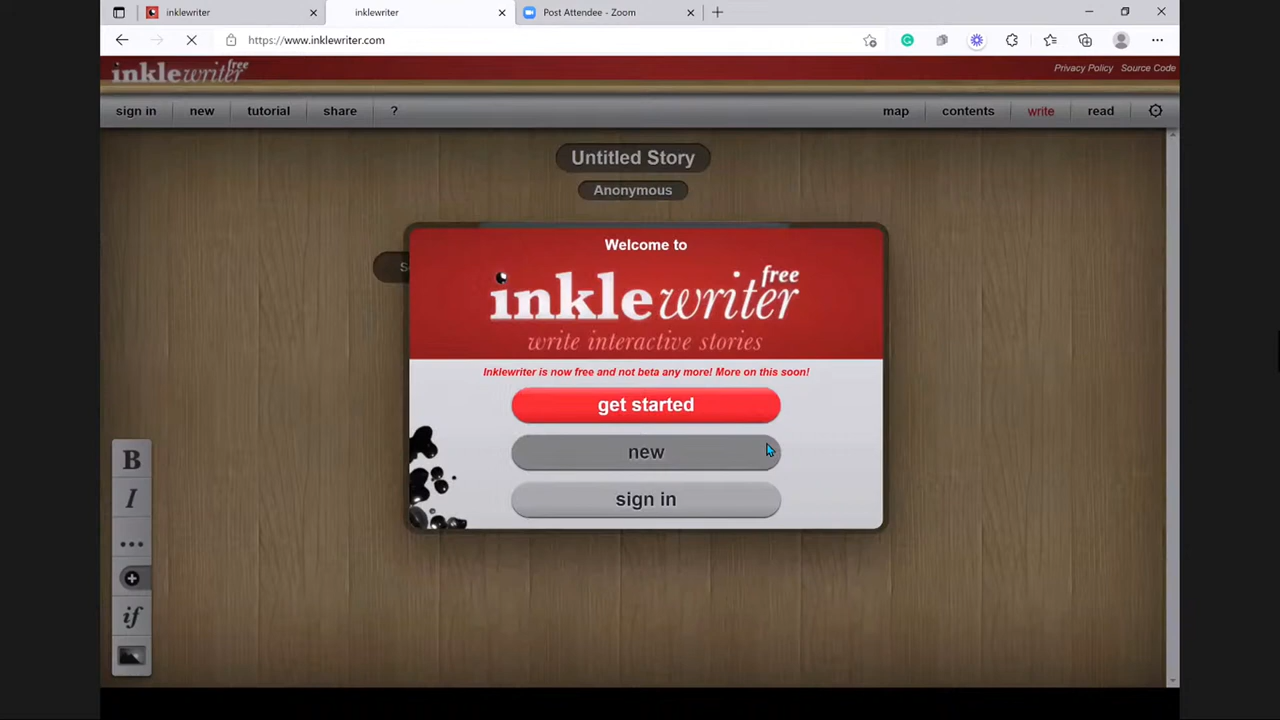 inklewriter
inklewriter
Post Attendee - Zoom
https://www.inklewriter.com
inklewriter free
Privacy Policy Source Code
sign in new tutorial share ? map contents write read
Untitled Story
Anonymous
Welcome to
inklewriter free
write interactive stories
Inklewriter is now free and not beta any more! More on this soon!
get started
new
sign in
B
I
...
if